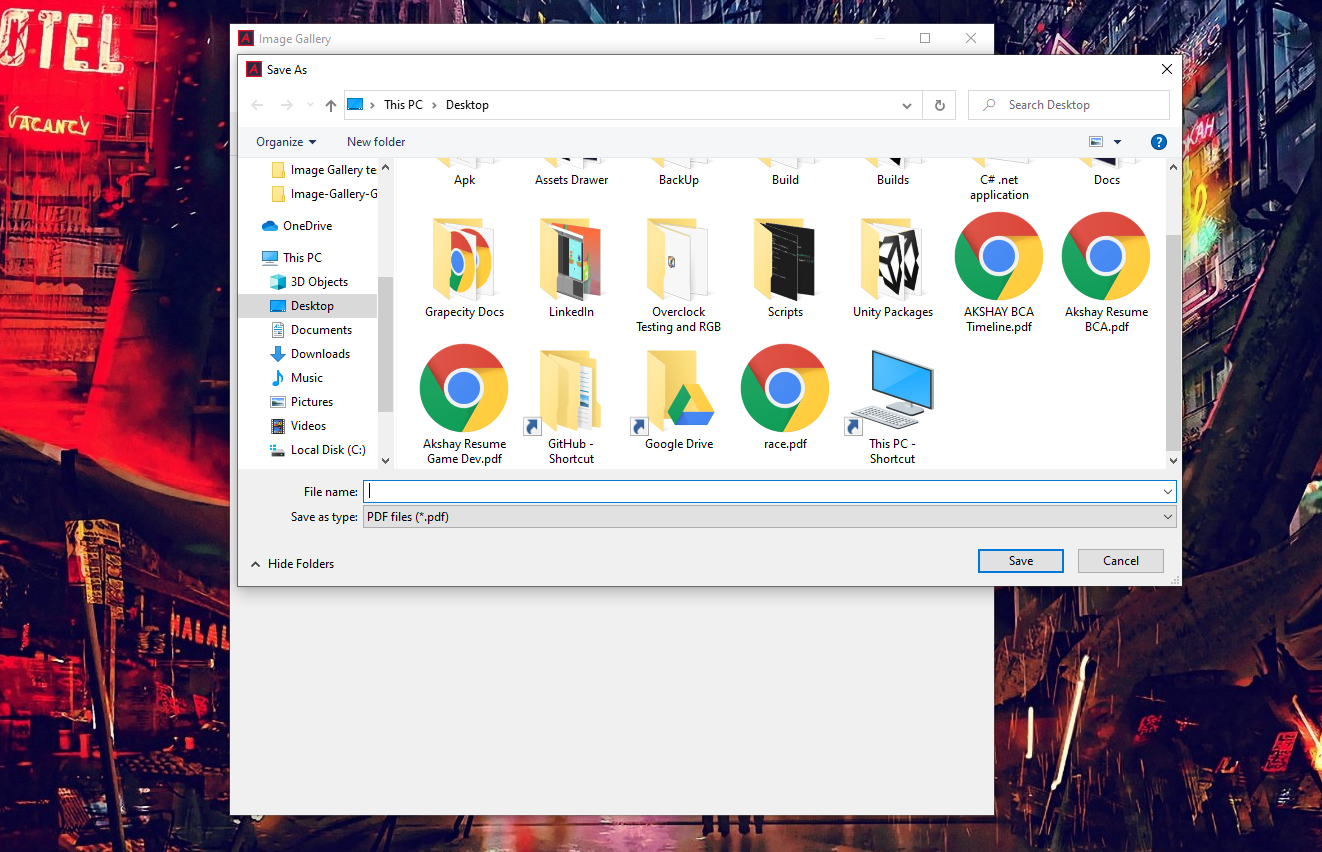 OTEL
VACANCY
Image Gallery
Save As
This PC
Desktop
Search Desktop
Organize
New folder
?
Image Gallery te
Image-Gallery-G
OneDrive
This PC
3D Objects
Desktop
Documents
Downloads
Music
Pictures
Videos
Local Disk (C:)
Apk
Assets Drawer
BackUp
Build
Builds
C# .net
application
Docs
Grapecity Docs
LinkedIn
Overclock
Testing and RGB
Scripts
Unity Packages
AKSHAY BCA
Timeline.pdf
Akshay Resume
BCA.pdf
Akshay Resume
Game Dev.pdf
GitHub -
Shortcut
Google Drive
race.pdf
This PC -
Shortcut
File name:
Save as type:
PDF files (*.pdf)
Hide Folders
Save
Cancel
HALAL